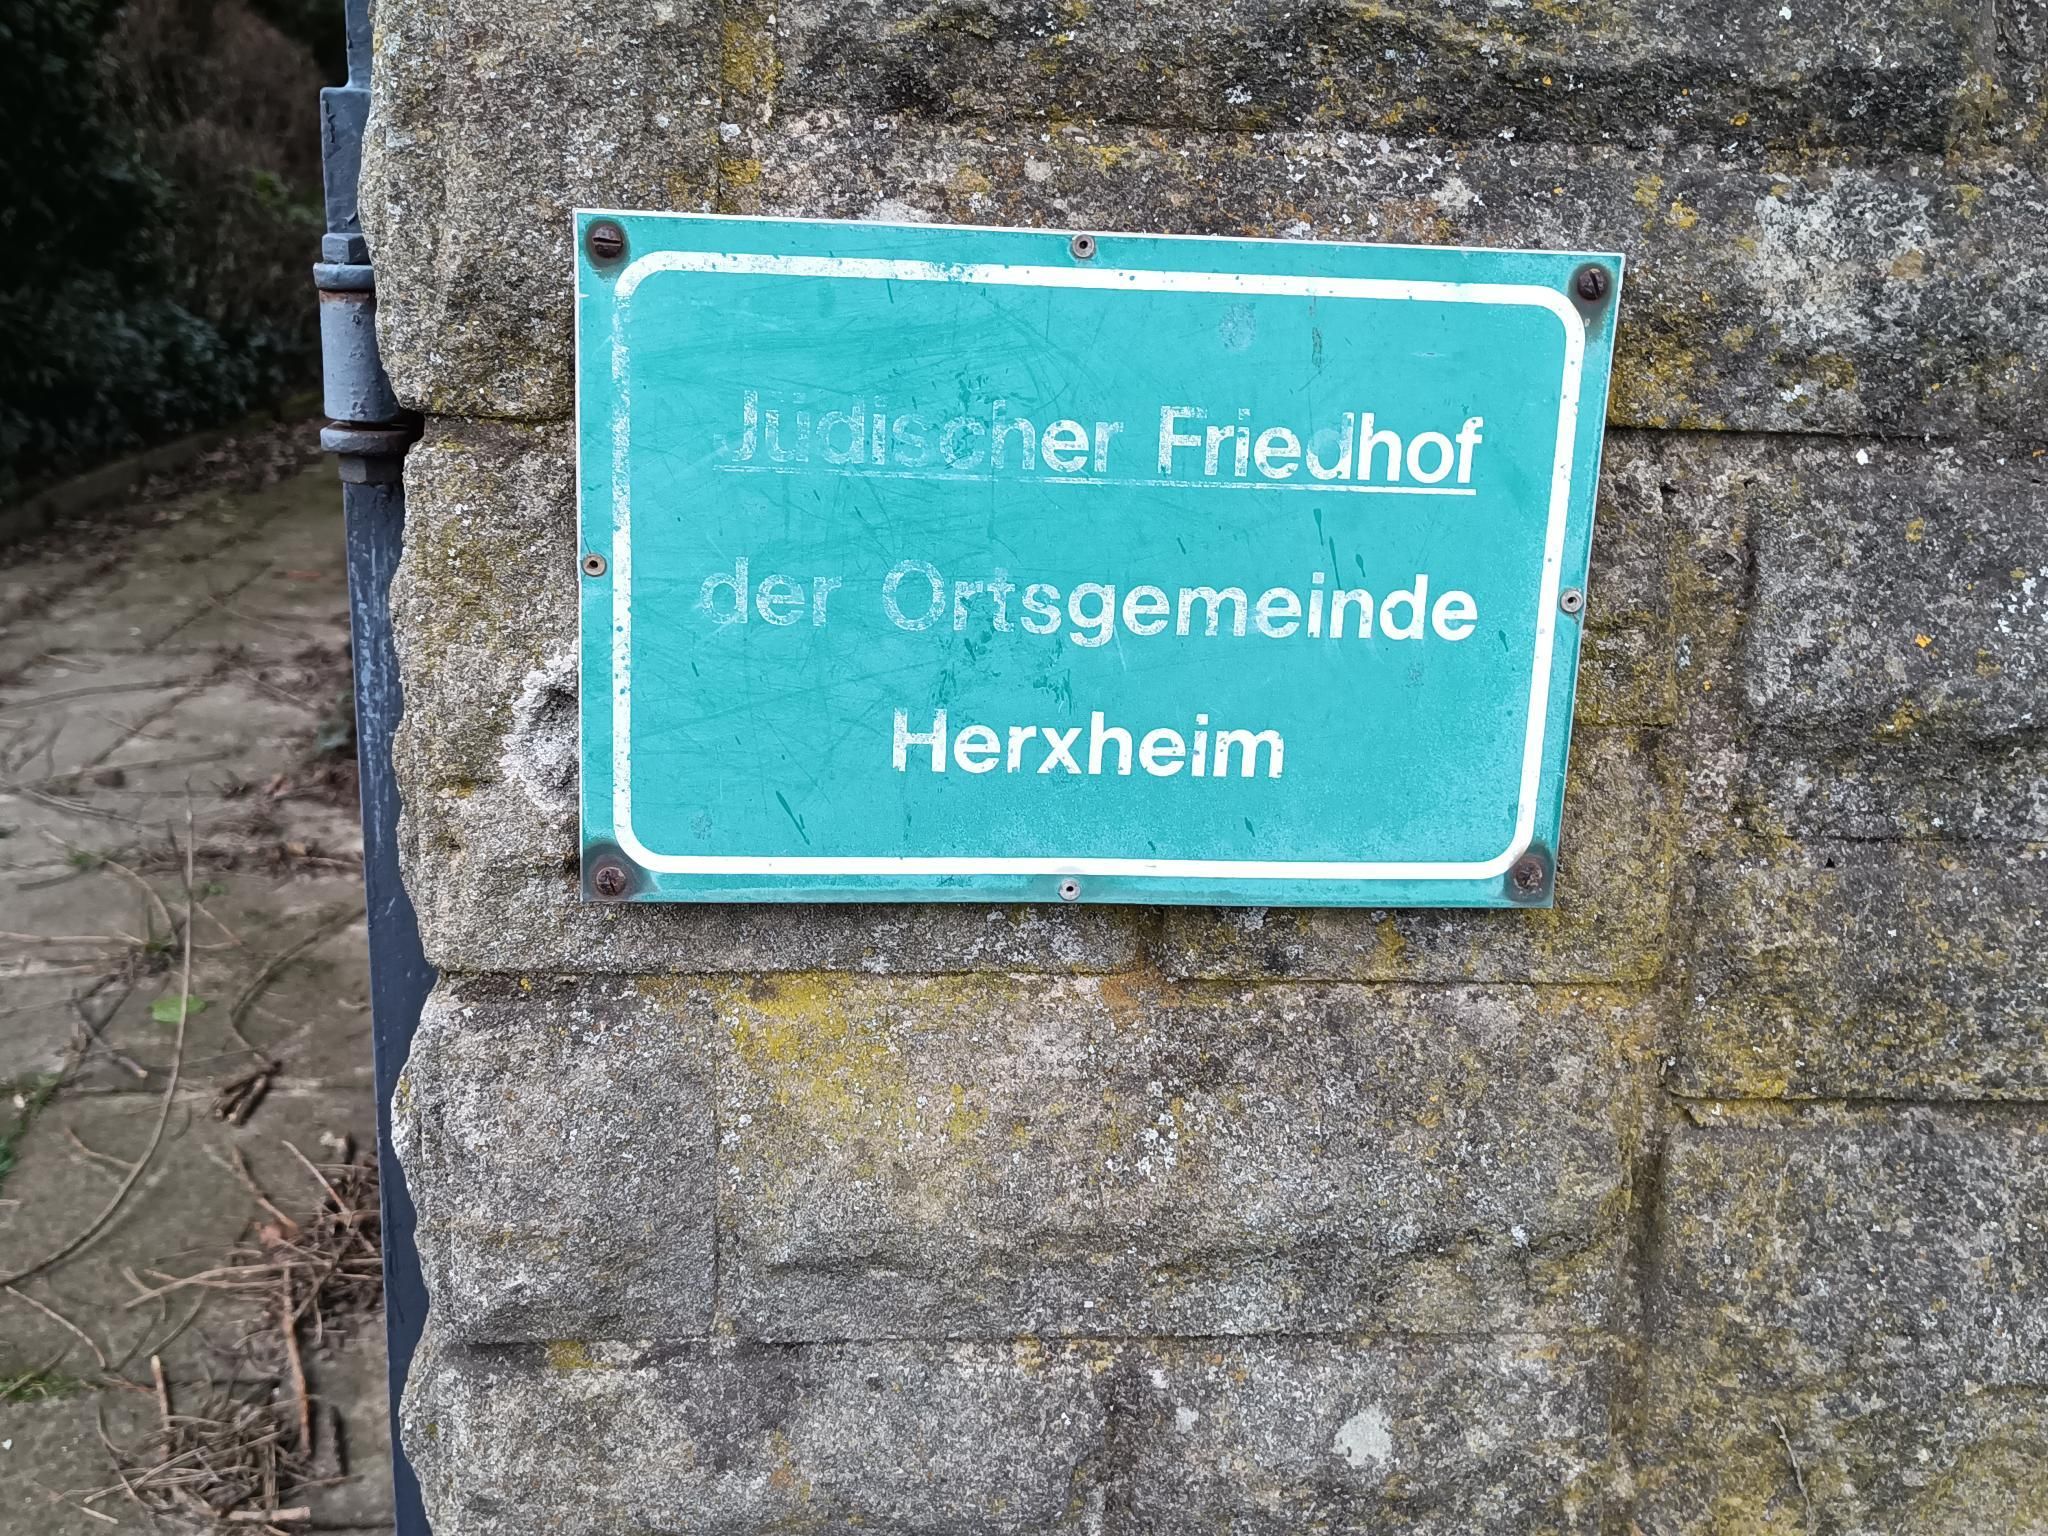 Jüdischer Friedhof
der Ortsgemeinde
Herxheim